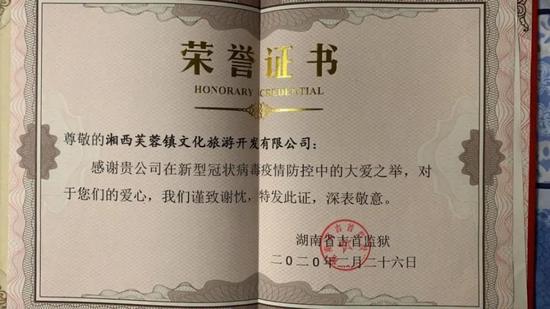 荣誉证书
HONORARY CREDENTIAL
尊敬的湘西芙蓉镇文化旅游开发有限公司：
感谢贵公司在新型冠状病毒疫情防控中的大爱之举，对
于您们的爱心，我们谨致谢忱，特发此证，深表敬意。
湖南省吉首监狱
二〇二〇年二月二十六日